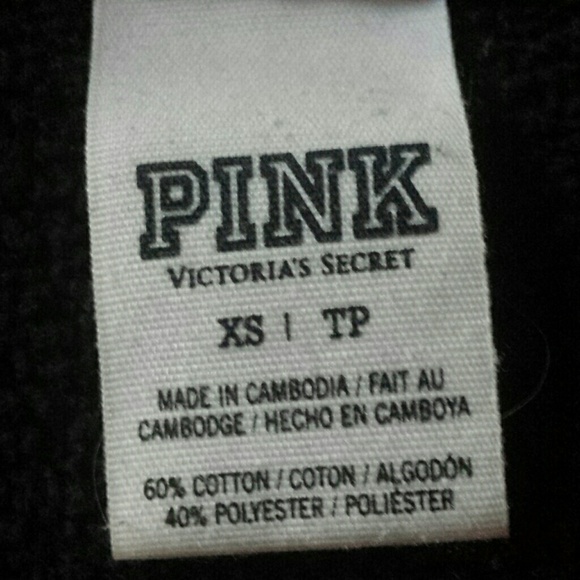 PINK
VICTORIA'S SECRET
XS | TP
MADE IN CAMBODIA / FAIT AU
CAMBODGE / HECHO EN CAMBOYA
60% COTTON / COTON / ALGODÓN
40% POLYESTER / POLIÉSTER